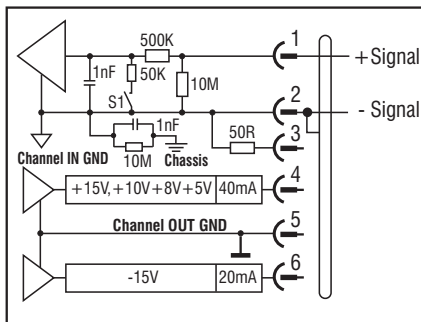 500K
1
+Signal
1nF
50K
10M
S1
2
- Signal
1nF
50R
3
Channel IN GND
10M
Chassis
+15V,+10V+8V+5V 40mA
4
Channel OUT GND
5
-15V 20mA
6